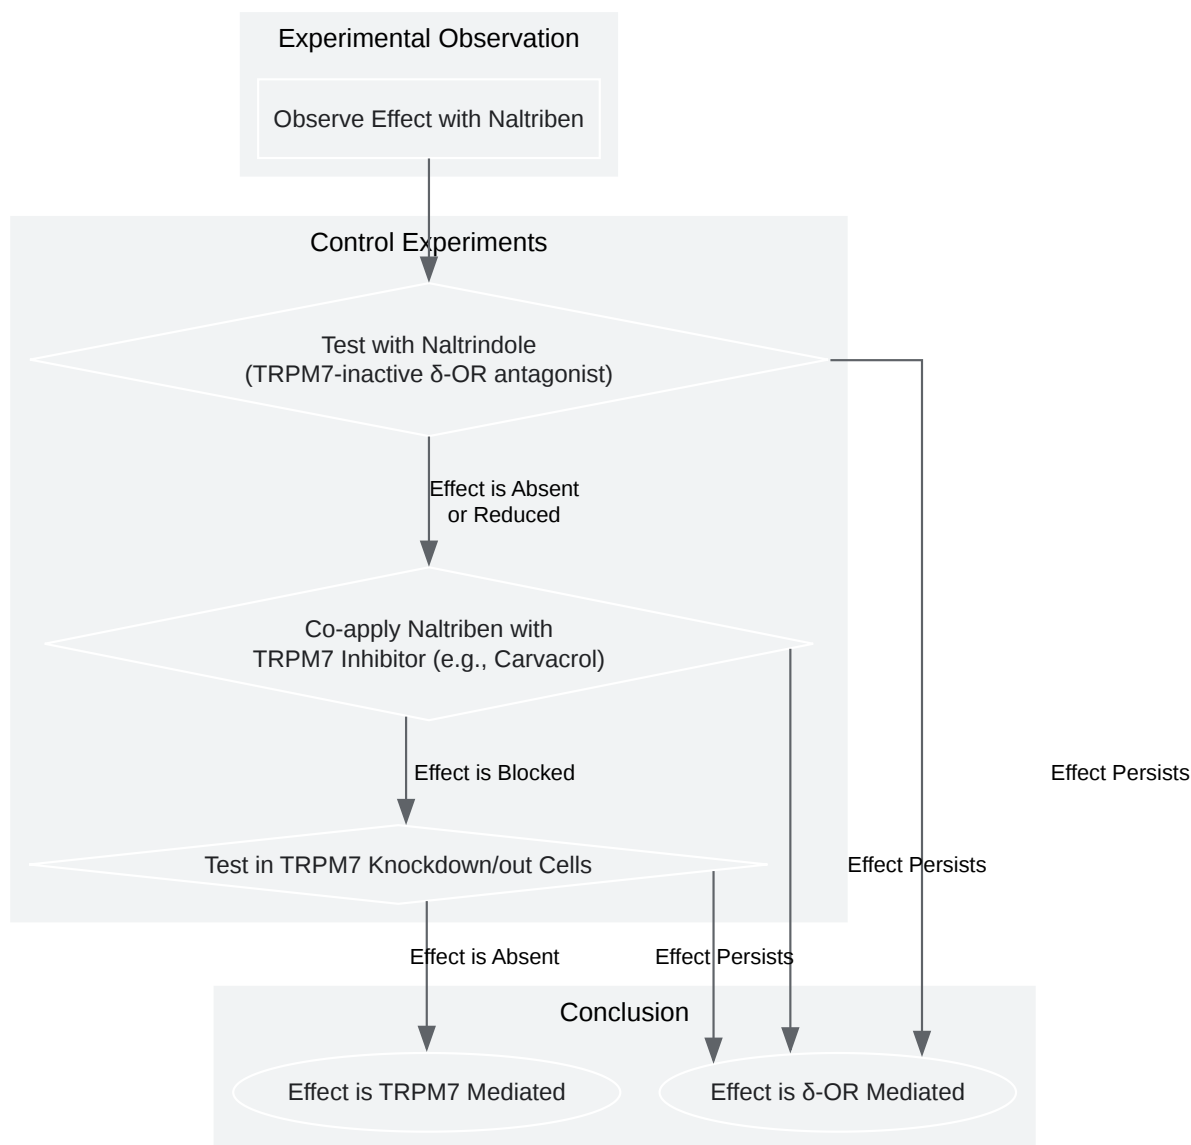 Experimental Observation
Observe Effect with Naltriben
Control Experiments
Test with Naltrindole
(TRPM7-inactive δ-OR antagonist)
Effect is Absent
or Reduced
Co-apply Naltriben with
TRPM7 Inhibitor (e.g., Carvacrol)
Effect is Blocked
Effect Persists
Test in TRPM7 Knockdown/out Cells
Effect Persists
Effect is Absent
Effect Persists
Conclusion
Effect is TRPM7 Mediated
Effect is δ-OR Mediated